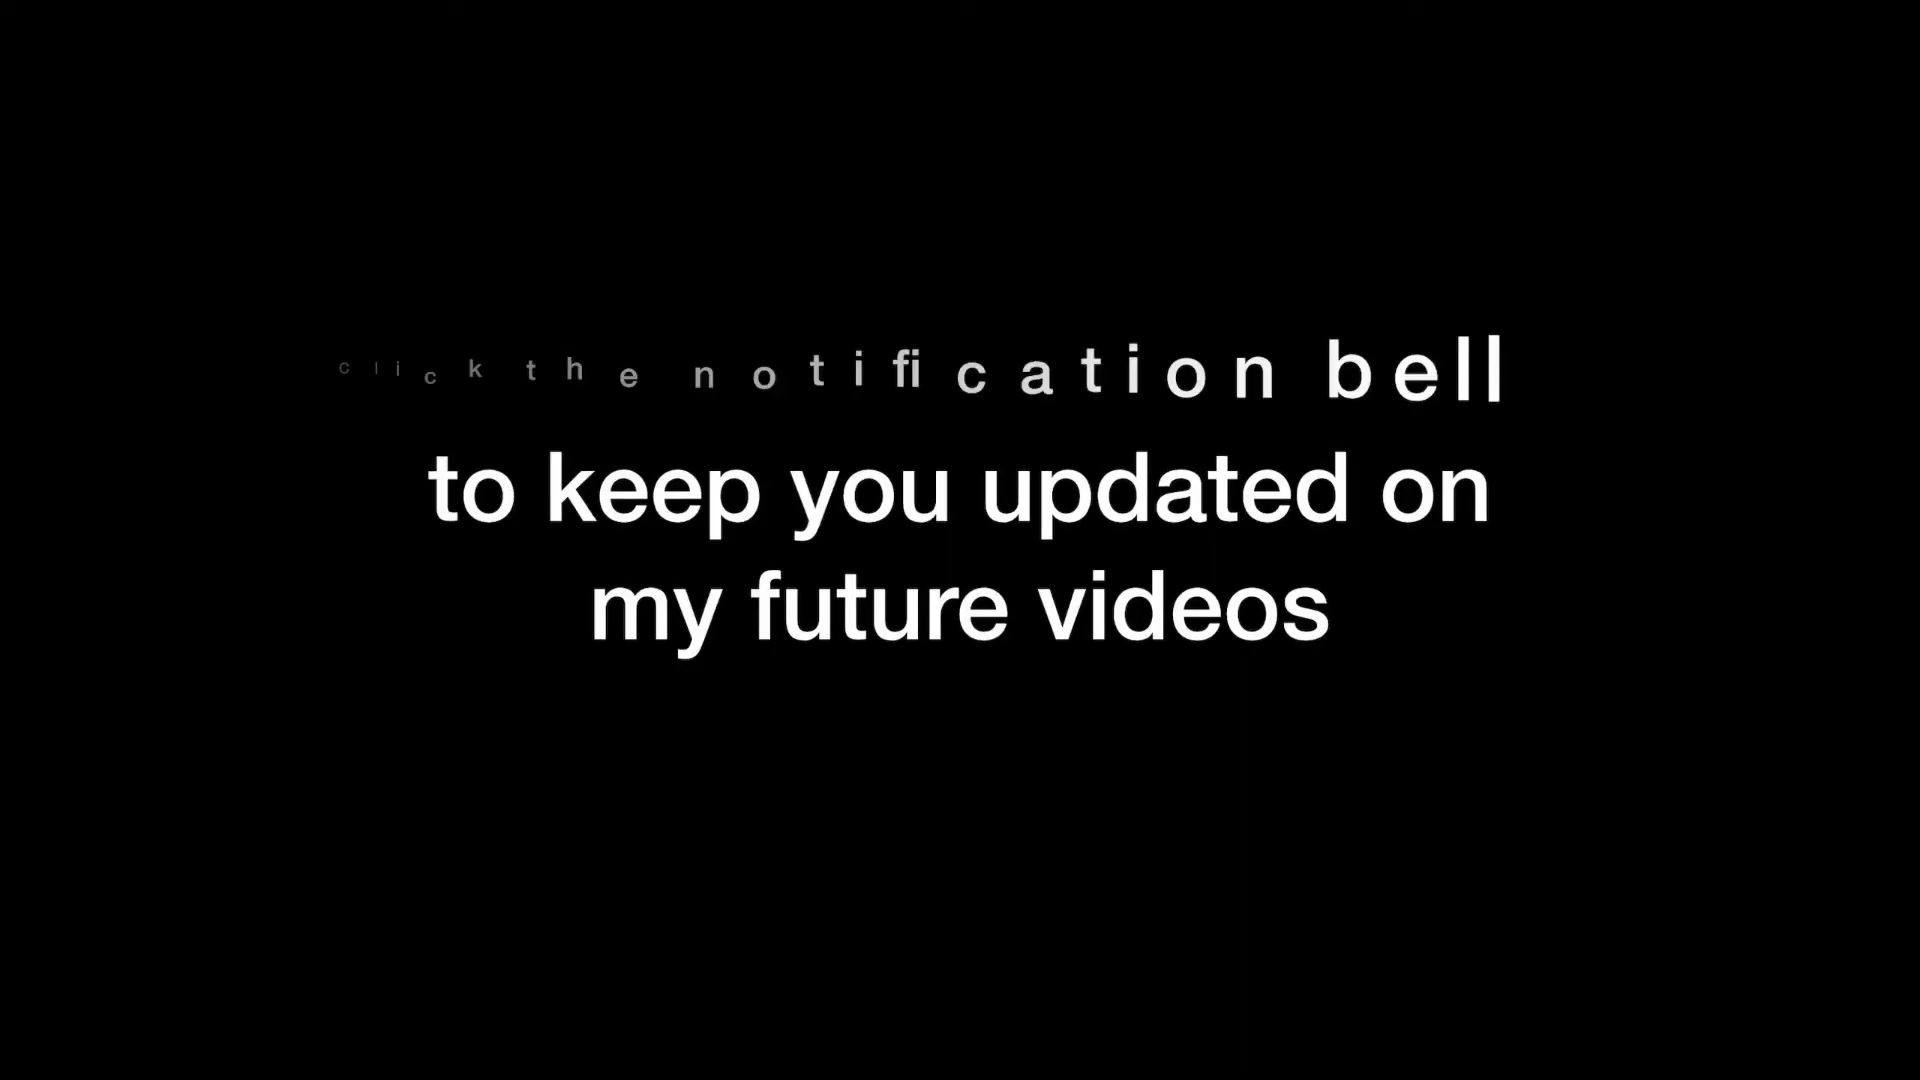 click the notification bell
to keep you updated on
my future videos